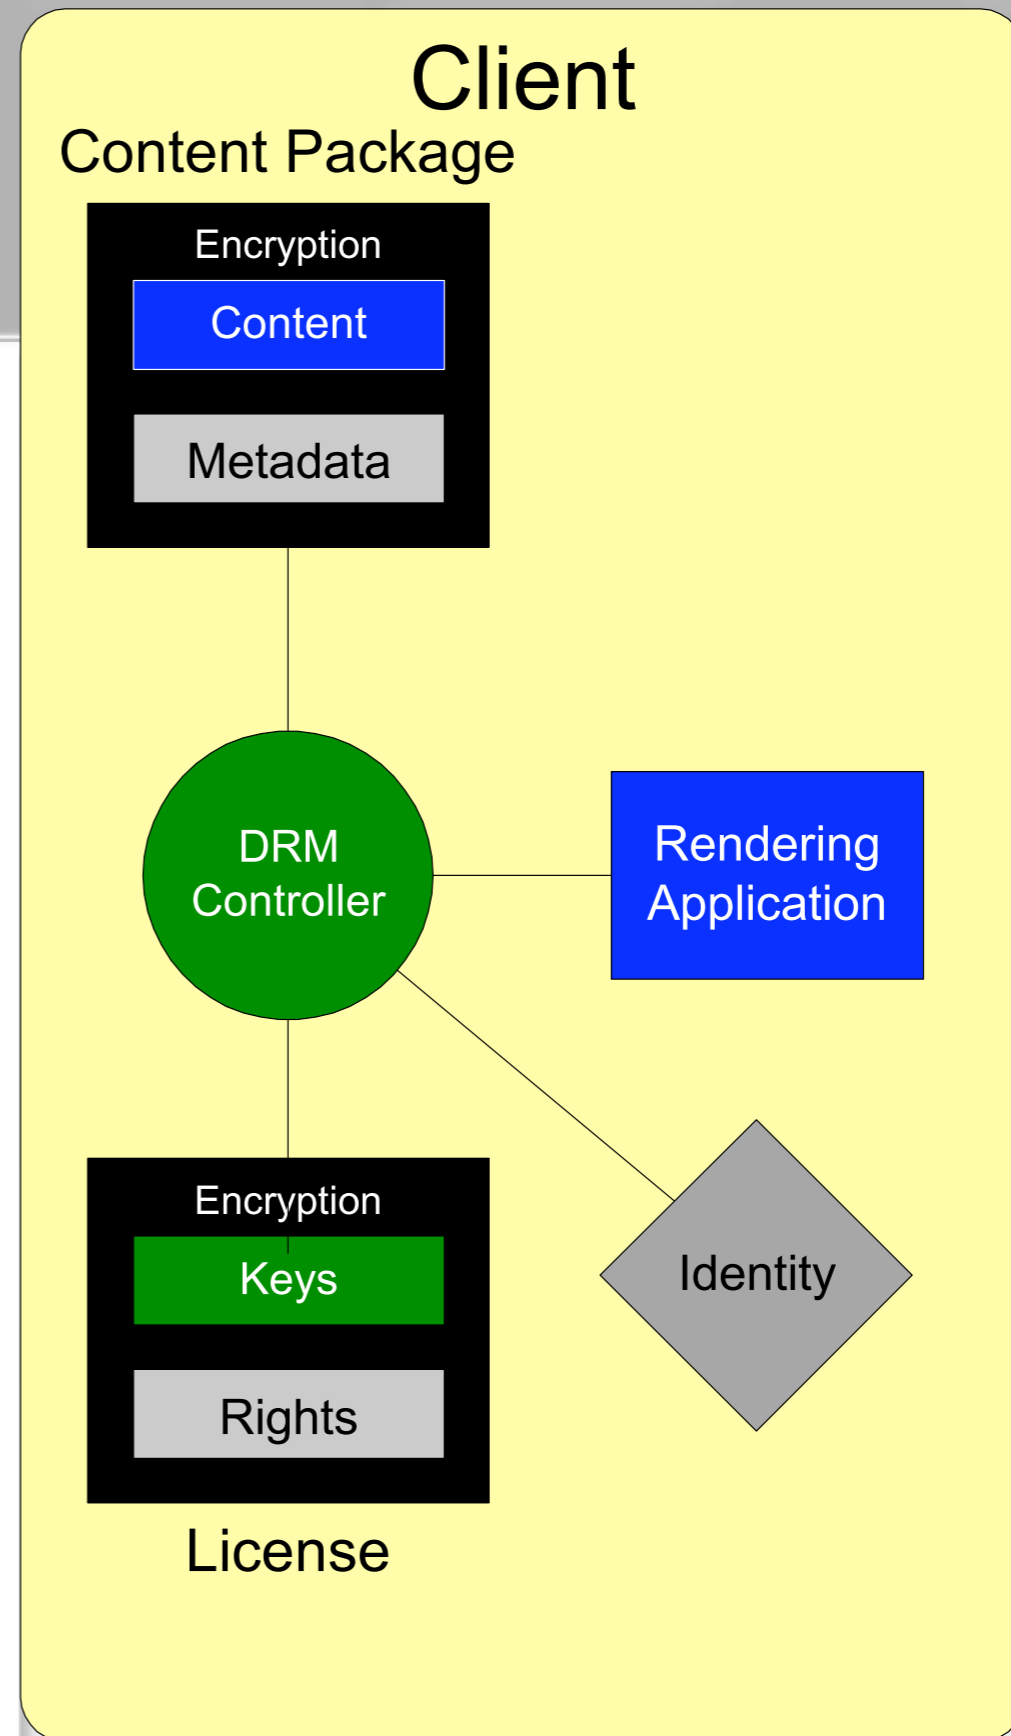 Client
Content Package
Encryption
Content
Metadata
DRM
Controller
Rendering
Application
Encryption
Keys
Identity
Rights
License